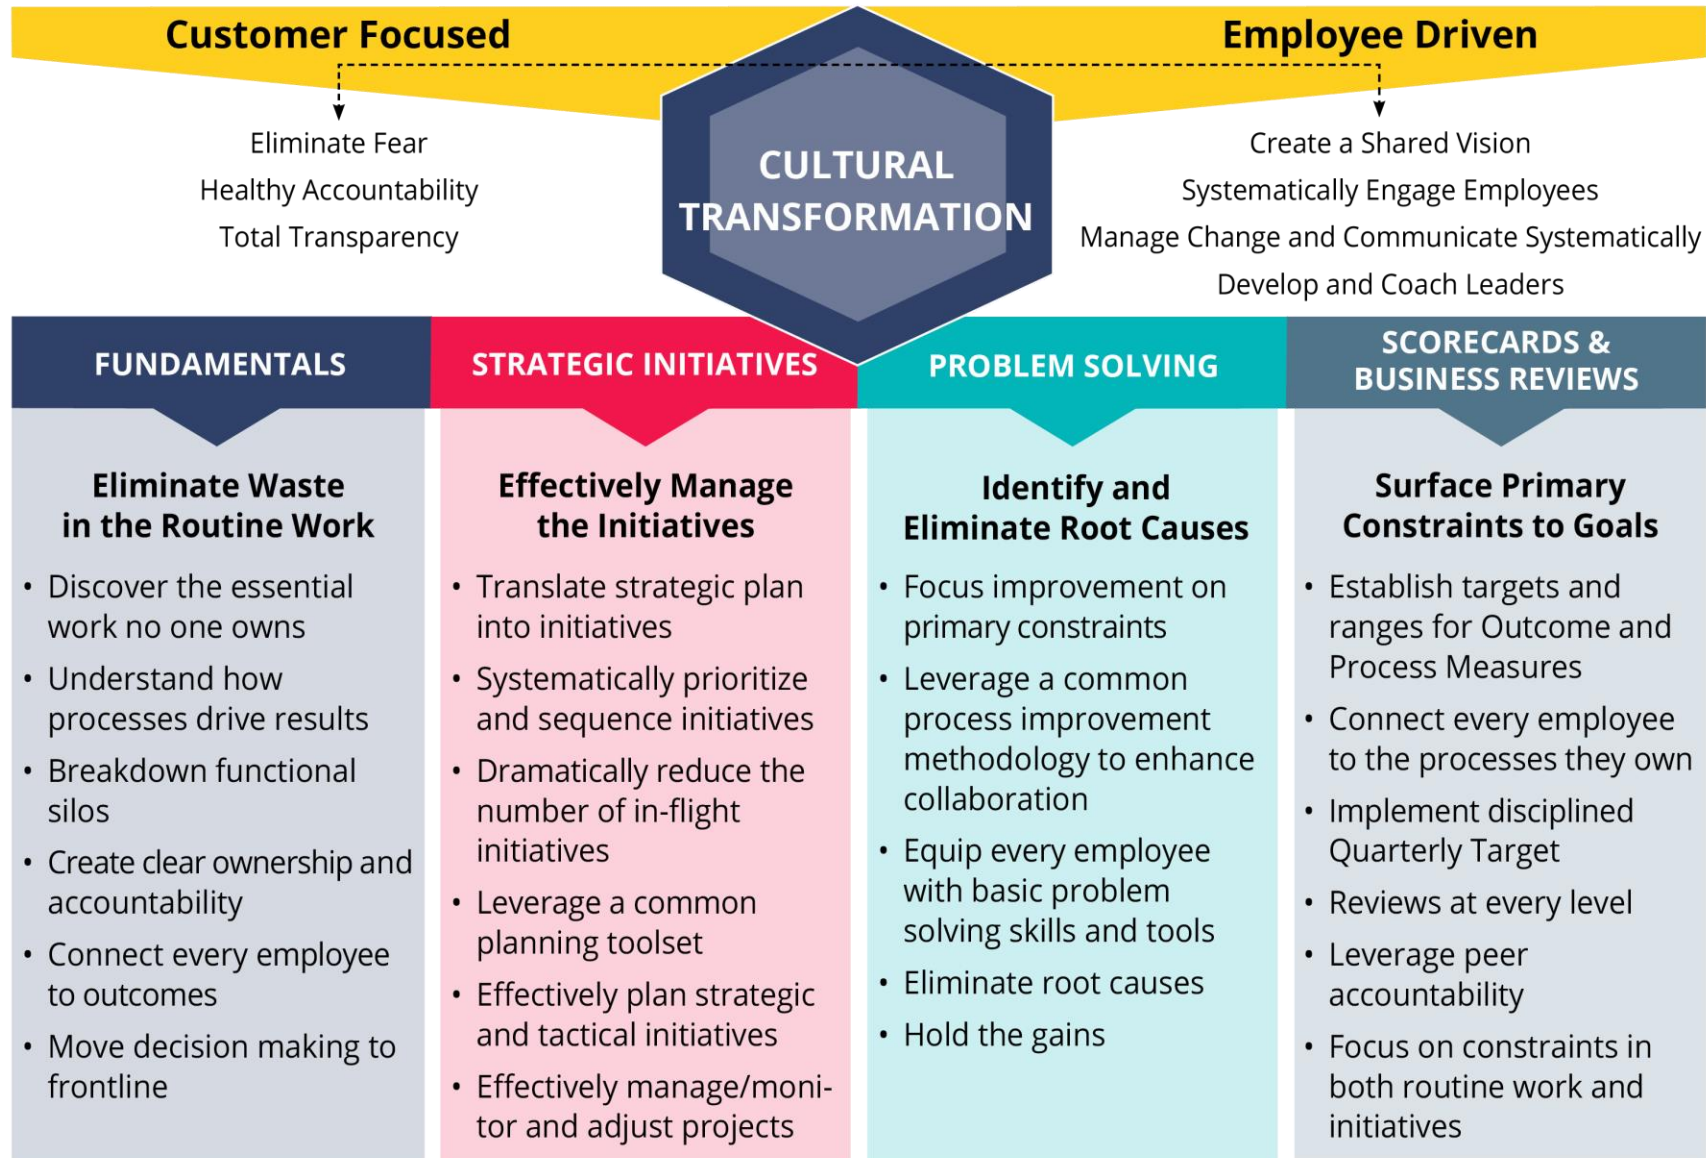 Customer Focused
Employee Driven
Eliminate Fear
Healthy Accountability
Total Transparency
CULTURAL
TRANSFORMATION
Create a Shared Vision
Systematically Engage Employees
Manage Change and Communicate Systematically
Develop and Coach Leaders
FUNDAMENTALS
Eliminate Waste
in the Routine Work
• Discover the essential
work no one owns
• Understand how
processes drive results
• Breakdown functional
silos
• Create clear ownership and
accountability
• Connect every employee
to outcomes
• Move decision making to
frontline
STRATEGIC INITIATIVES
Effectively Manage
the Initiatives
• Translate strategic plan
into initiatives
• Systematically prioritize
and sequence initiatives
• Dramatically reduce the
number of in-flight
initiatives
• Leverage a common
planning toolset
• Effectively plan strategic
and tactical initiatives
• Effectively manage/moni-
tor and adjust projects
PROBLEM SOLVING
Identify and
Eliminate Root Causes
• Focus improvement on
primary constraints
• Leverage a common
process improvement
methodology to enhance
collaboration
• Equip every employee
with basic problem
solving skills and tools
• Eliminate root causes
• Hold the gains
SCORECARDS &
BUSINESS REVIEWS
Surface Primary
Constraints to Goals
• Establish targets and
ranges for Outcome and
Process Measures
• Connect every employee
to the processes they own
• Implement disciplined
Quarterly Target
• Reviews at every level
• Leverage peer
accountability
• Focus on constraints in
both routine work and
initiatives